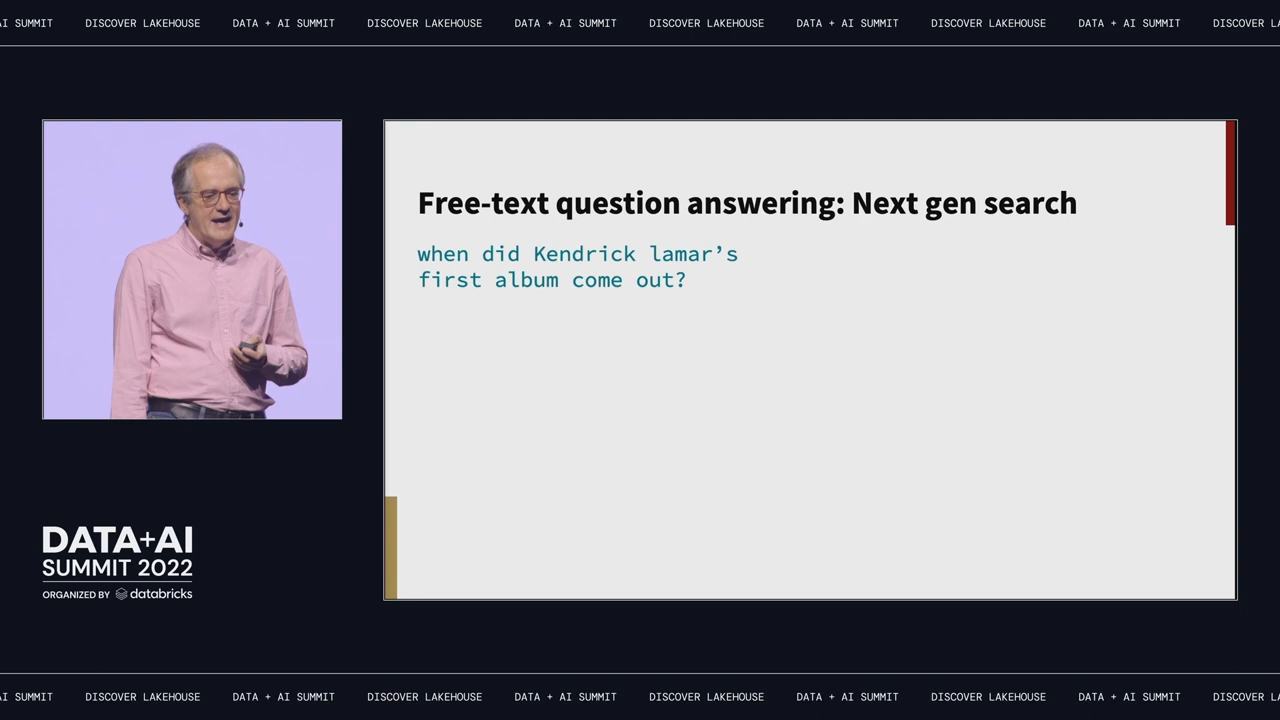 AI SUMMIT DISCOVER LAKEHOUSE DATA + AI SUMMIT DISCOVER LAKEHOUSE DATA + AI SUMMIT DISCOVER LAKEHOUSE DATA + AI SUMMIT DISCOVER LAKEHOUSE DATA + AI SUMMIT DISCOVER LA
Free-text question answering: Next gen search
when did Kendrick lamar’s
first album come out?
DATA+AI
SUMMIT 2022
ORGANIZED BY databricks
AI SUMMIT DISCOVER LAKEHOUSE DATA + AI SUMMIT DISCOVER LAKEHOUSE DATA + AI SUMMIT DISCOVER LAKEHOUSE DATA + AI SUMMIT DISCOVER LAKEHOUSE DATA + AI SUMMIT DISCOVER LA